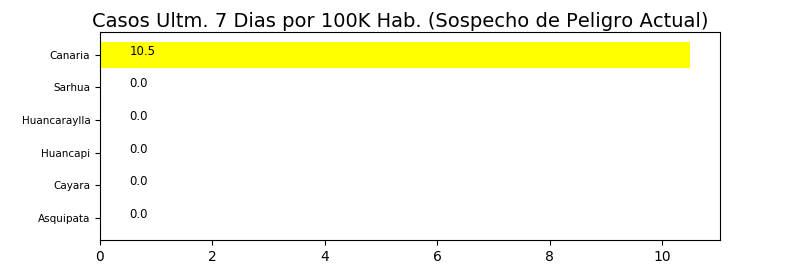 Casos Ultm. 7 Dias por 100K Hab. (Sospecho de Peligro Actual)
Canaria 10.5
Sarhua 0.0
Huancaraylla 0.0
Huancapi 0.0
Cayara 0.0
Asquipata 0.0
0 2 4 6 8 10